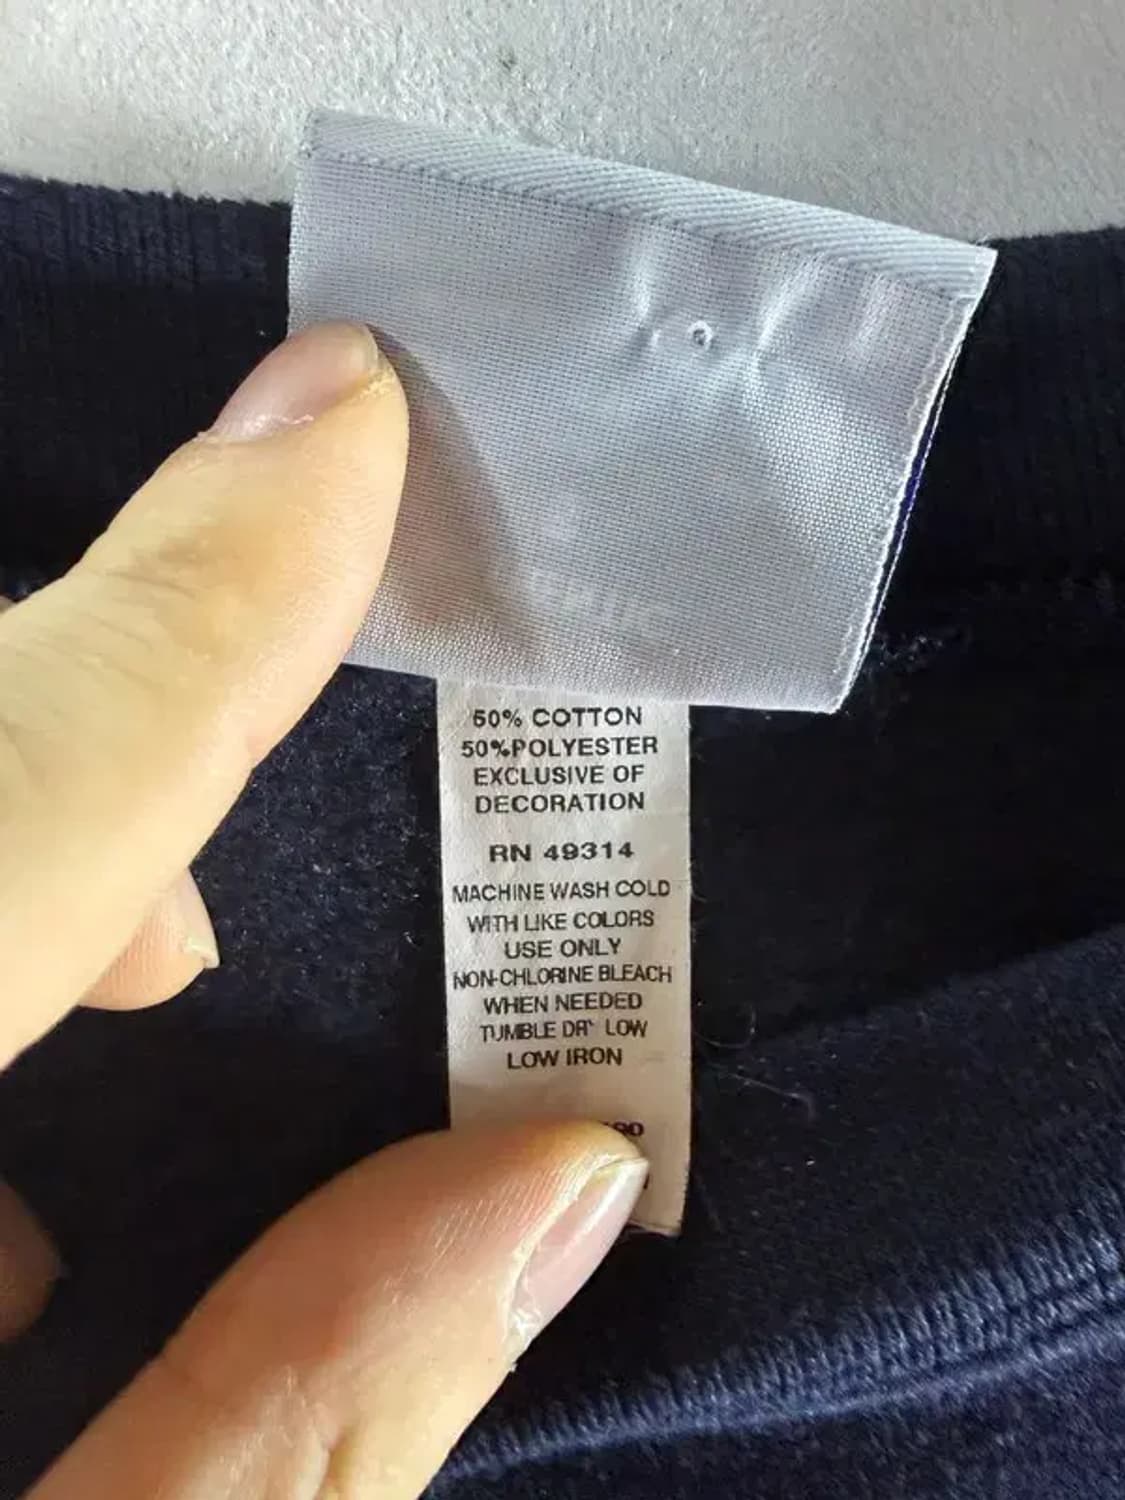 50% COTTON
50%POLYESTER
EXCLUSIVE OF
DECORATION
RN 49314
MACHINE WASH COLD
WITH LIKE COLORS
USE ONLY
NON-CHLORINE BLEACH
WHEN NEEDED
TUMBLE DRY LOW
LOW IRON